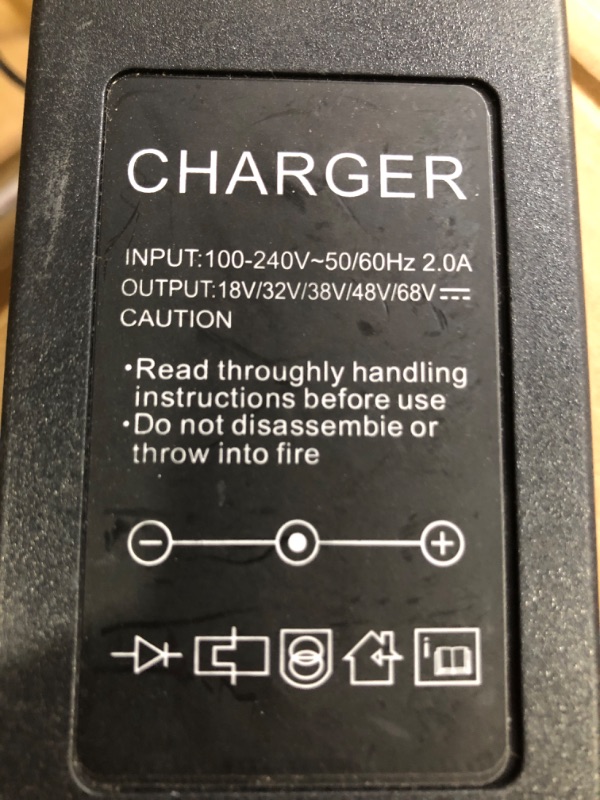 CHARGER
INPUT:100-240V~50/60Hz 2.0A
OUTPUT:18V/32V/38V/48V/68V⎓
CAUTION
•Read throughly handling
instructions before use
•Do not disassembie or
throw into fire
− +
i